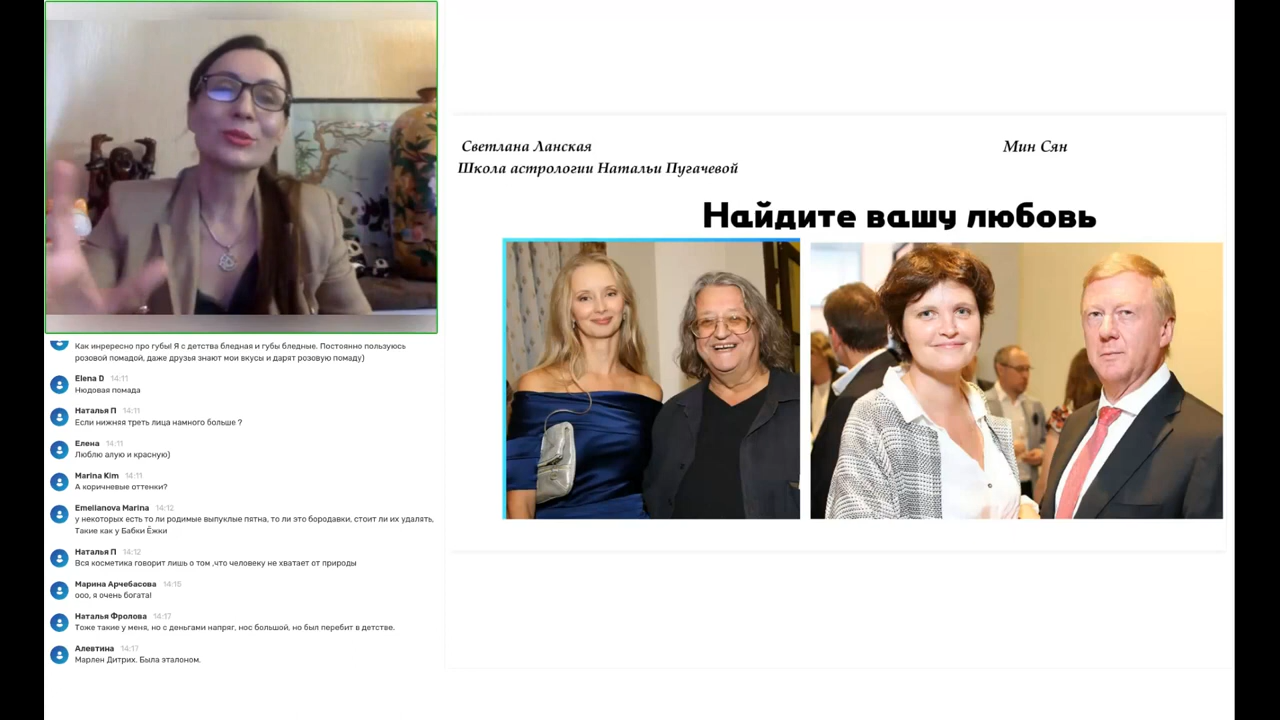 Светлана Ланская
Мин Сян
Школа астрологии Натальи Пугачевой
Найдите вашу любовь
Как инресно про губы! Я с детства бледная и губы бледные. Постоянно пользуюсь
розовой помадой, даже друзья знают мои вкусы и дарят розовую помаду)
Elena D 14:11
Нюдовая помада
Наталья П 14:11
Если нижняя треть лица намного больше ?
Елена 14:11
Люблю алую и красную)
Marina Kim 14:11
А коричневые оттенки?
Emelianova Marina 14:12
у некоторых есть то ли родимые выпуклые пятна, то ли это бородавки, стоит ли их удалять,
Такие как у Бабки Ёжки
Наталья П 14:12
Вся косметика говорит лишь о том ,что человеку не хватает от природы
Марина Арчебасова 14:15
ооо, я очень богата!
Наталья Фролова 14:17
Тоже такие у меня, но с деньгами напряг, нос большой, но был перебит в детстве.
Алевтина 14:17
Марлен Дитрих. Была эталоном.